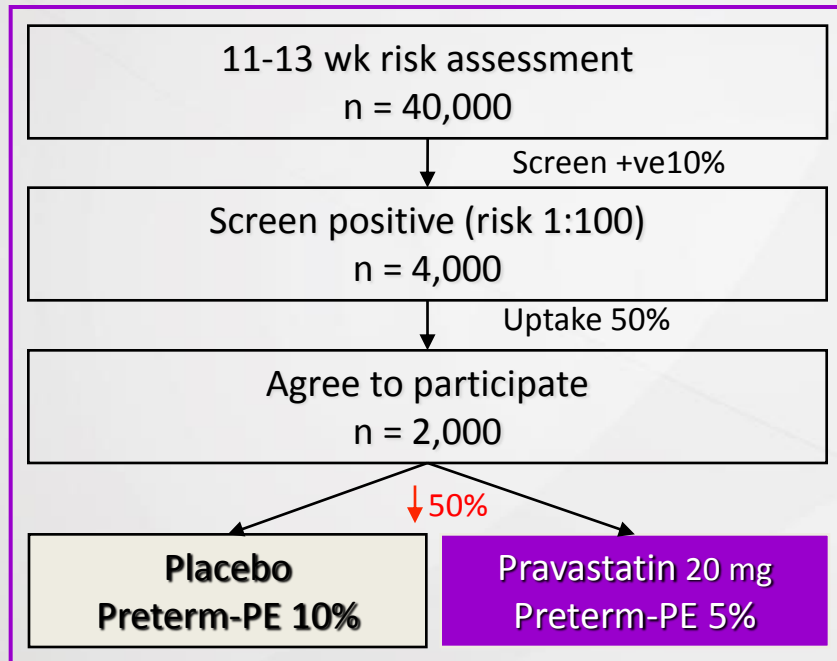 11-13 wk risk assessment
n = 40,000
Screen +ve10%
Screen positive (risk 1:100)
n = 4,000
Uptake 50%
Agree to participate
n = 2,000
↓ 50%
Placebo
Preterm-PE 10%
Pravastatin 20 mg
Preterm-PE 5%